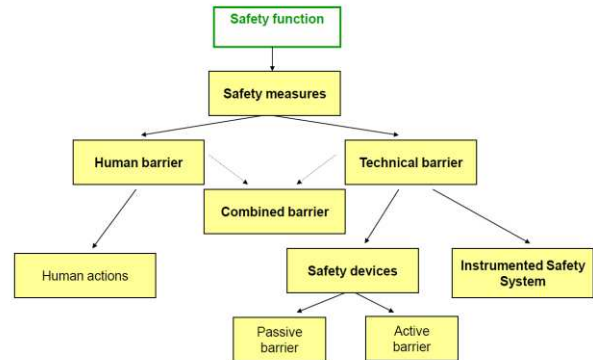 Safety function
Safety measures
Human barrier
Technical barrier
Combined barrier
Human actions
Safety devices
Instrumented Safety
System
Passive
barrier
Active
barrier